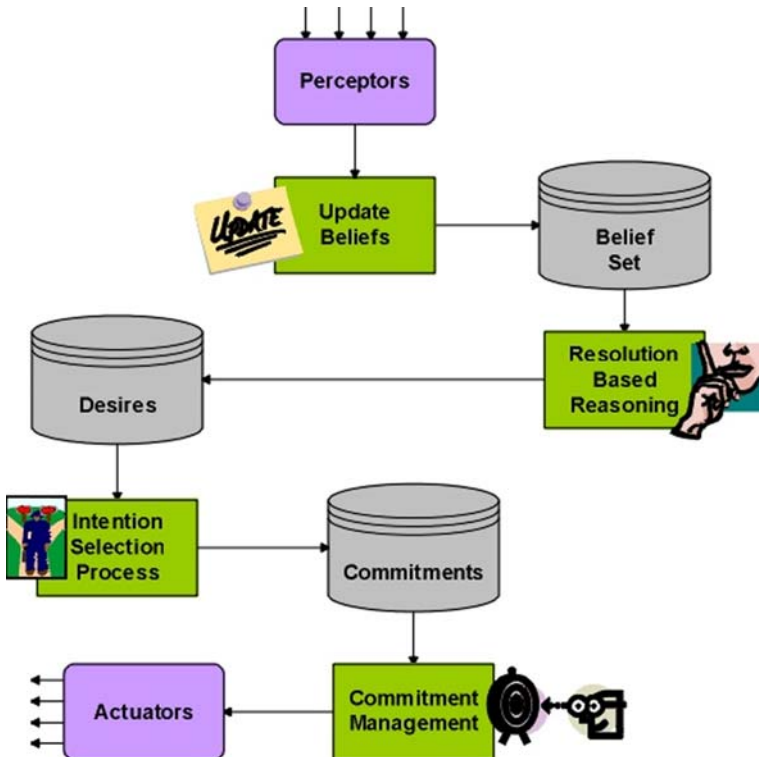 Perceptors
UPDATE
Update
Beliefs
Belief
Set
Resolution
Based
Reasoning
Desires
Intention
Selection
Process
Commitments
Commitment
Management
Actuators